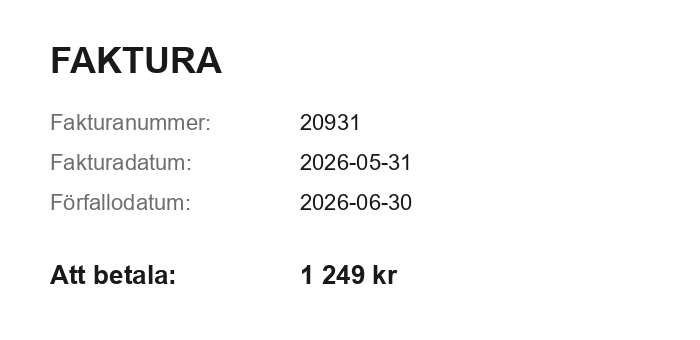 FAKTURA
Fakturanummer: 20931
Fakturadatum: 2026-05-31
Förfallodatum: 2026-06-30
Att betala: 1 249 kr